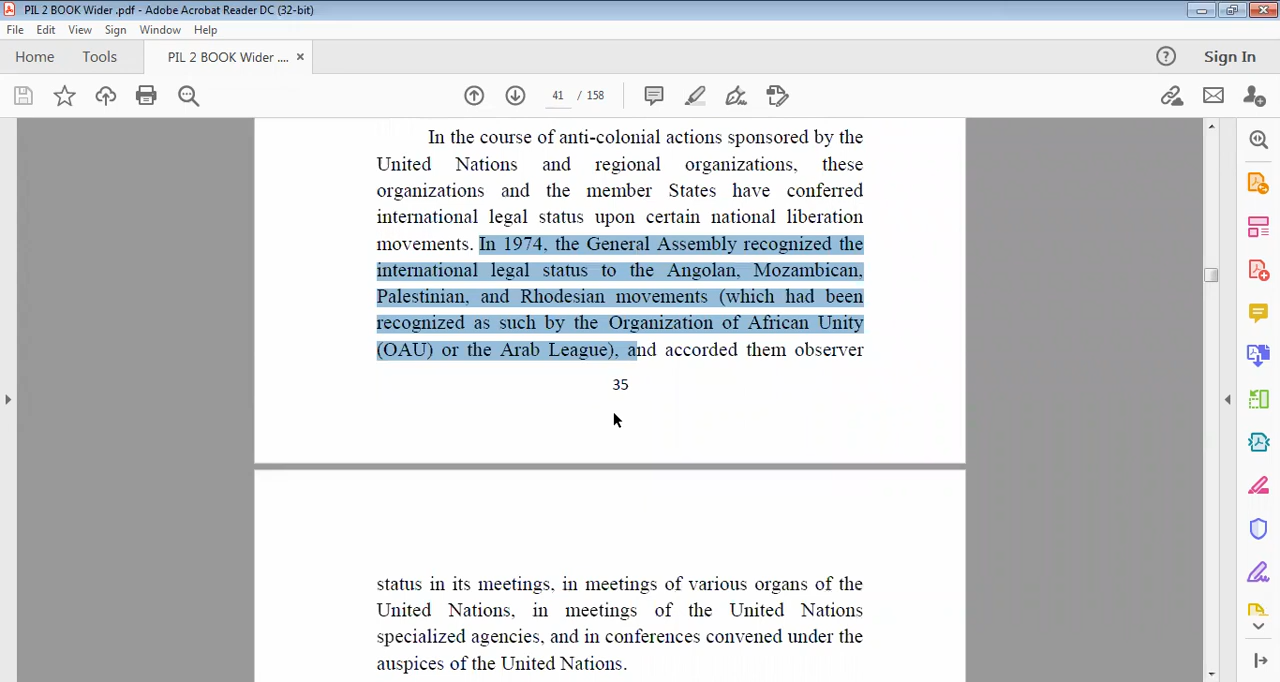 PIL 2 BOOK Wider .pdf - Adobe Acrobat Reader DC (32-bit)
File Edit View Sign Window Help
Home Tools PIL 2 BOOK Wider .... × Sign In
41 / 158
In the course of anti-colonial actions sponsored by the
United Nations and regional organizations, these
organizations and the member States have conferred
international legal status upon certain national liberation
movements. In 1974, the General Assembly recognized the
international legal status to the Angolan, Mozambican,
Palestinian, and Rhodesian movements (which had been
recognized as such by the Organization of African Unity
(OAU) or the Arab League), and accorded them observer
35
status in its meetings, in meetings of various organs of the
United Nations, in meetings of the United Nations
specialized agencies, and in conferences convened under the
auspices of the United Nations.